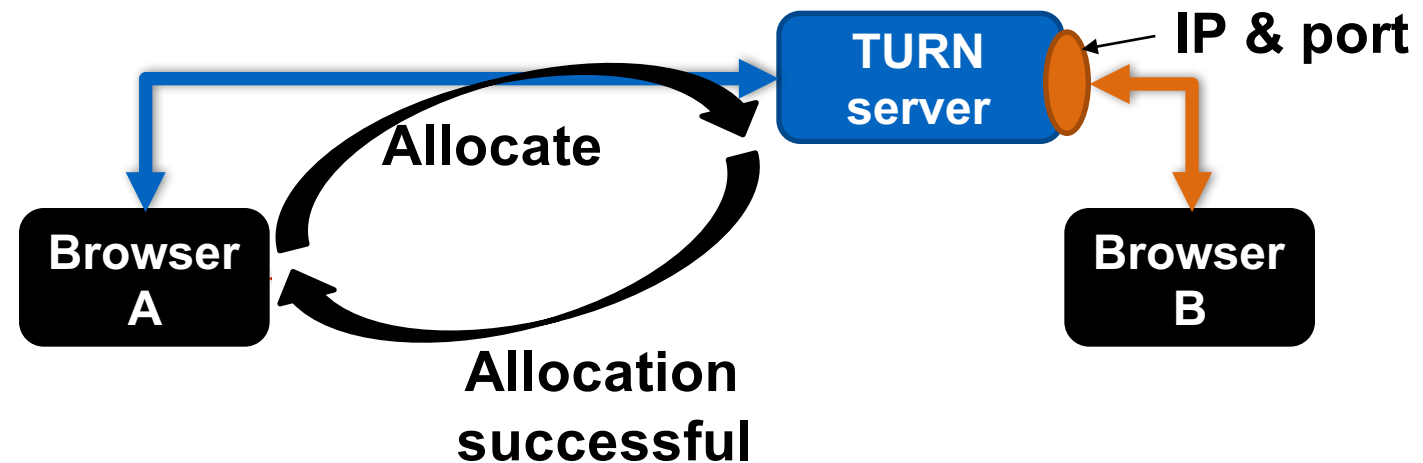 TURN
server
IP & port
Allocate
Browser
A
Browser
B
Allocation
successful